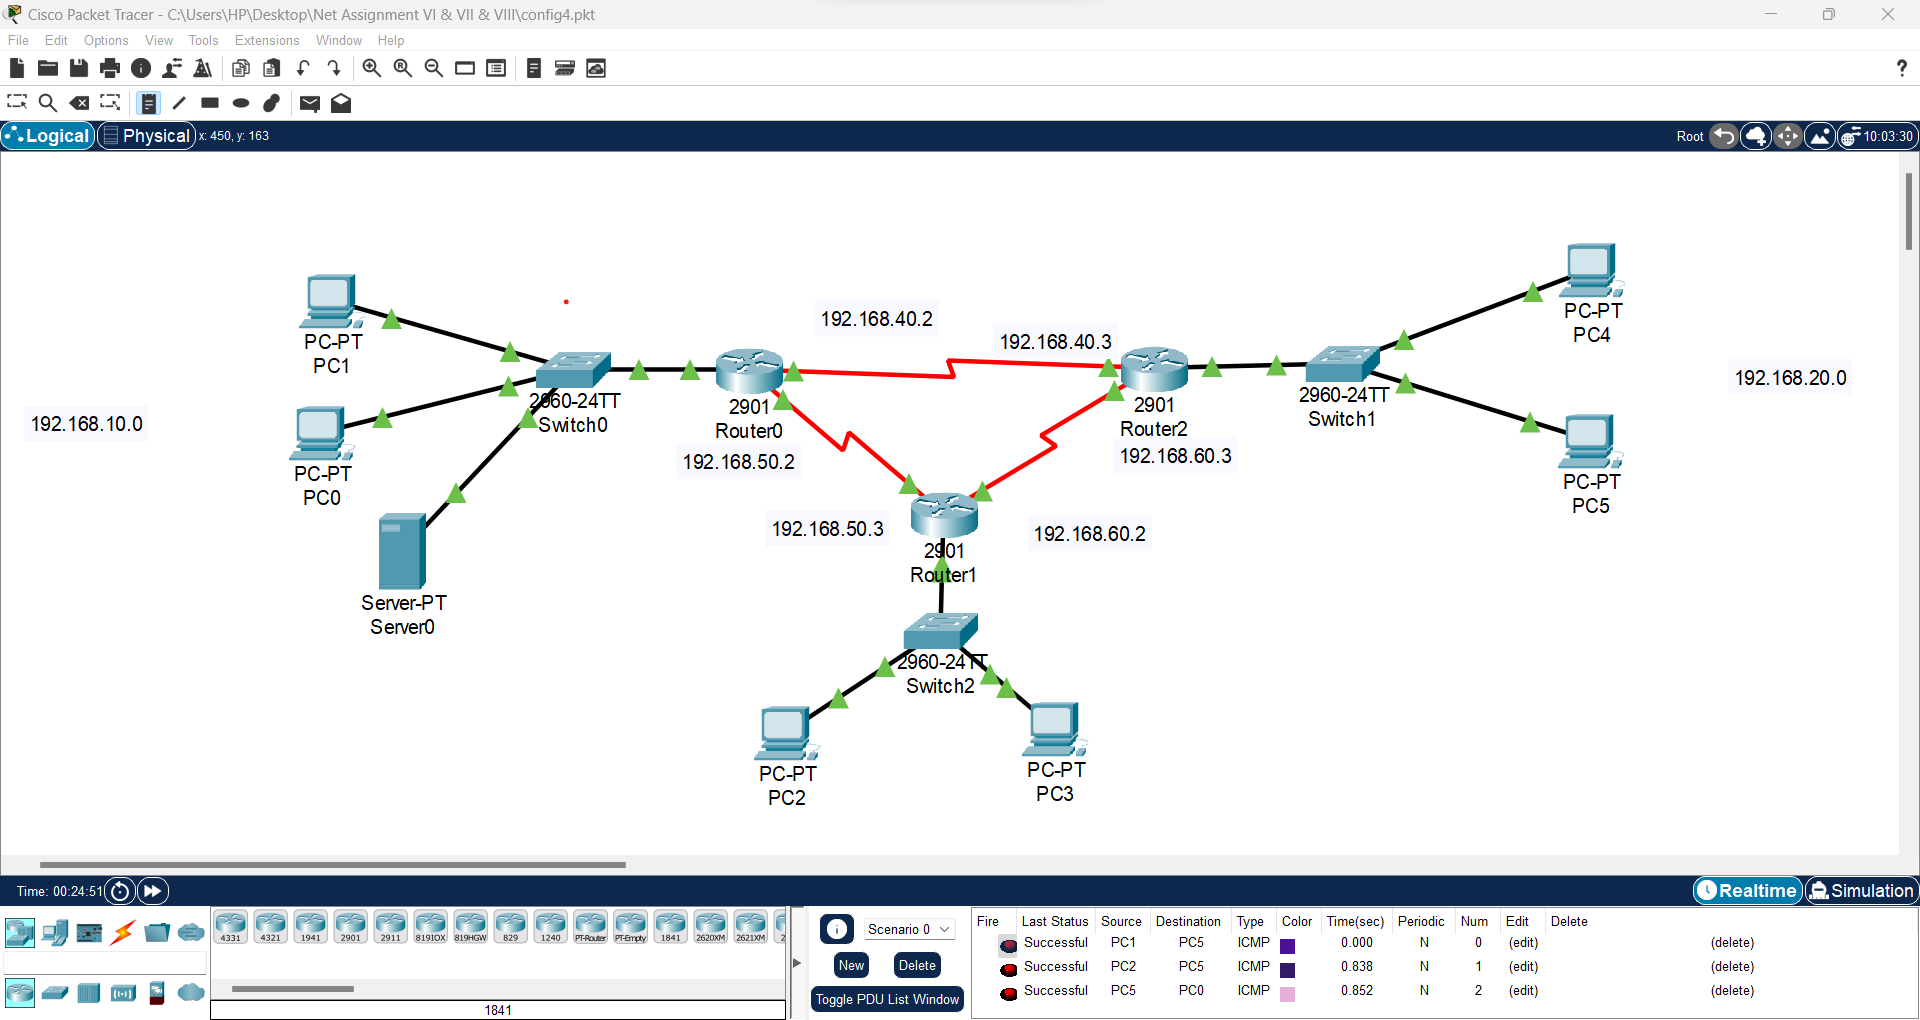 Cisco Packet Tracer - C:\Users\HP\Desktop\Net Assignment VI & VII & VIII\config4.pkt
File Edit Options View Tools Extensions Window Help
?
Logical Physical x: 450, y: 163
Root 10:03:30
192.168.10.0
PC-PT
PC1
PC-PT
PC0
Server-PT
Server0
2960-24TT
Switch0
2901
Router0
192.168.40.2
192.168.40.3
192.168.50.2
2901
Router2
192.168.60.3
192.168.50.3
192.168.60.2
2901
Router1
2960-24TT
Switch2
PC-PT
PC2
PC-PT
PC3
2960-24TT
Switch1
PC-PT
PC4
PC-PT
PC5
192.168.20.0
Time: 00:24:51
Realtime Simulation
4331 4321 1941 2901 2911 819IOX 819HGW 829 1240 PT-Router PT-Empty 1841 2620XM 2621XM 2
1841
Scenario 0
New Delete
Toggle PDU List Window
Fire Last Status Source Destination Type Color Time(sec) Periodic Num Edit Delete
Successful PC1 PC5 ICMP 0.000 N 0 (edit) (delete)
Successful PC2 PC5 ICMP 0.838 N 1 (edit) (delete)
Successful PC5 PC0 ICMP 0.852 N 2 (edit) (delete)